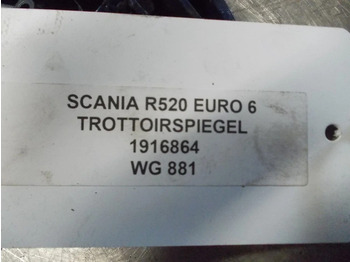 SCANIA R520 EURO 6
TROTTOIRSPIEGEL
1916864
WG 881